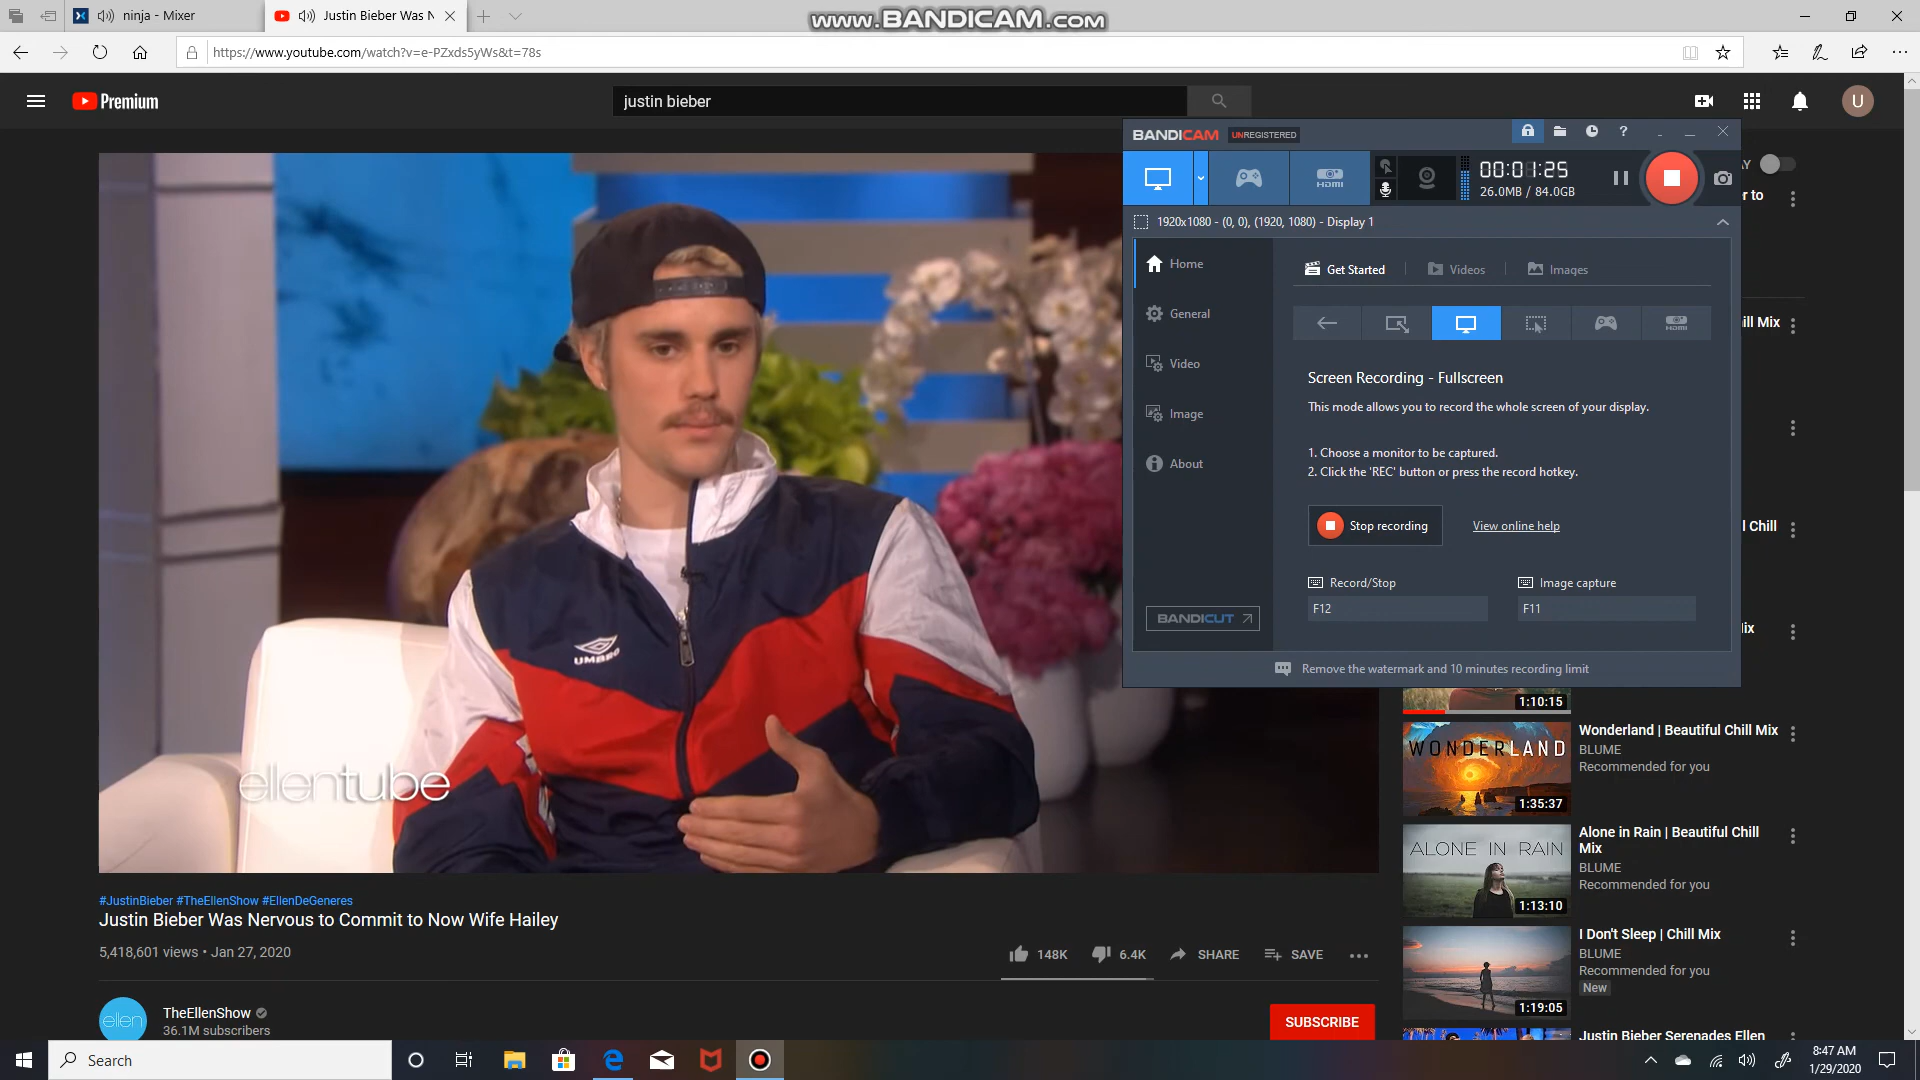 ninja - Mixer
Justin Bieber Was N
www.BANDICAM.com
https://www.youtube.com/watch?v=e-PZxds5yWs&t=78s
Premium
justin bieber
U
BANDICAM
UNREGISTERED
HDMI
00:01:25
26.0MB / 84.0GB
1920x1080 - (0, 0), (1920, 1080) - Display 1
Home
General
Video
Image
About
BANDICUT
Get Started
Videos
Images
HDMI
Screen Recording - Fullscreen
This mode allows you to record the whole screen of your display.
1. Choose a monitor to be captured.
2. Click the 'REC' button or press the record hotkey.
Stop recording
View online help
Record/Stop
Image capture
F12
F11
Remove the watermark and 10 minutes recording limit
Y
r to
ill Mix
l Chill
ix
UMBRO
ellentube
#JustinBieber #TheEllenShow #EllenDeGeneres
Justin Bieber Was Nervous to Commit to Now Wife Hailey
5,418,601 views • Jan 27, 2020
148K
6.4K
SHARE
SAVE
ellen
TheEllenShow
36.1M subscribers
SUBSCRIBE
1:10:15
WONDERLAND
1:35:37
Wonderland | Beautiful Chill Mix
BLUME
Recommended for you
ALONE IN RAIN
1:13:10
Alone in Rain | Beautiful Chill
Mix
BLUME
Recommended for you
1:19:05
I Don't Sleep | Chill Mix
BLUME
Recommended for you
New
Justin Bieber Serenades Ellen
Search
8:47 AM
1/29/2020